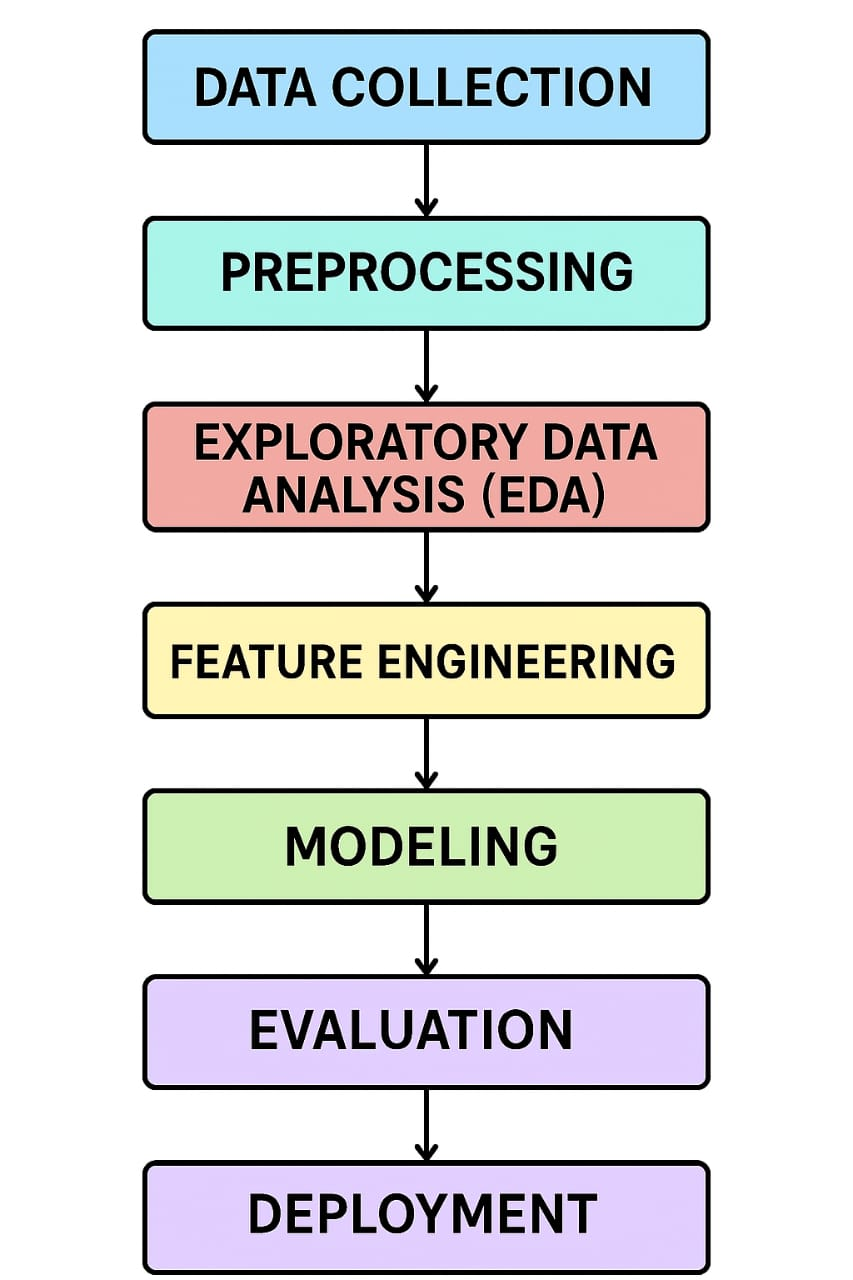 DATA COLLECTION
PREPROCESSING
EXPLORATORY DATA
ANALYSIS (EDA)
FEATURE ENGINEERING
MODELING
EVALUATION
DEPLOYMENT